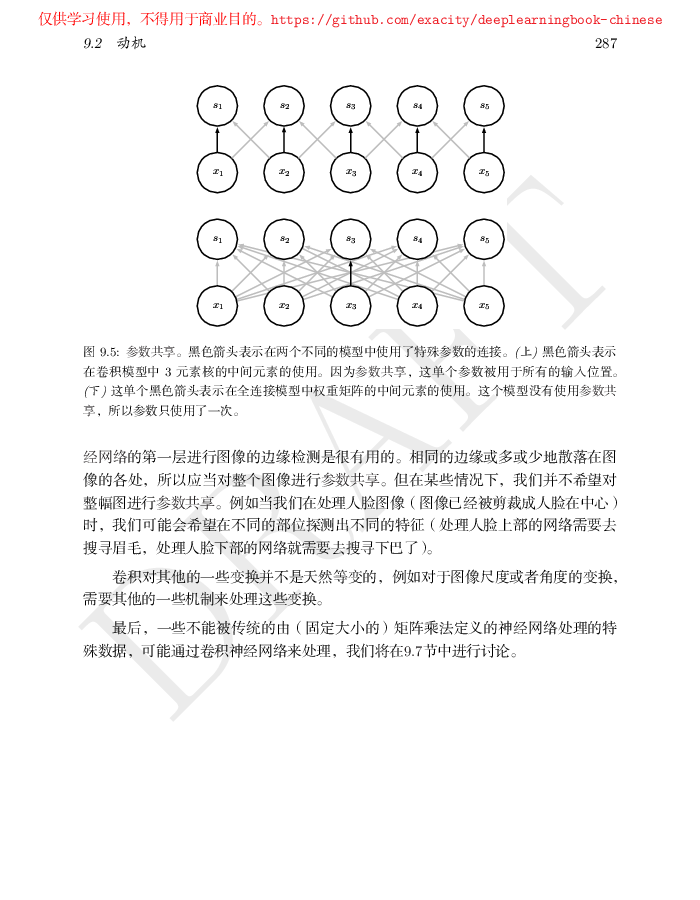 仅供学习使用，不得用于商业目的。https://github.com/exacity/deeplearningbook-chinese
9.2 动机 287
s1 s2 s3 s4 s5
x1 x2 x3 x4 x5
s1 s2 s3 s4 s5
x1 x2 x3 x4 x5
图 9.5: 参数共享。黑色箭头表示在两个不同的模型中使用了特殊参数的连接。(上) 黑色箭头表示
在卷积模型中 3 元素核的中间元素的使用。因为参数共享，这单个参数被用于所有的输入位置。
(下) 这单个黑色箭头表示在全连接模型中权重矩阵的中间元素的使用。这个模型没有使用参数共
享，所以参数只使用了一次。
经网络的第一层进行图像的边缘检测是很有用的。相同的边缘或多或少地散落在图
像的各处，所以应当对整个图像进行参数共享。但在某些情况下，我们并不希望对
整幅图进行参数共享。例如当我们在处理人脸图像（图像已经被剪裁成人脸在中心）
时，我们可能会希望在不同的部位探测出不同的特征（处理人脸上部的网络需要去
搜寻眉毛，处理人脸下部的网络就需要去搜寻下巴了）。
卷积对其他的一些变换并不是天然等变的，例如对于图像尺度或者角度的变换，
需要其他的一些机制来处理这些变换。
最后，一些不能被传统的由（固定大小的）矩阵乘法定义的神经网络处理的特
殊数据，可能通过卷积神经网络来处理，我们将在9.7节中进行讨论。
DRAFT